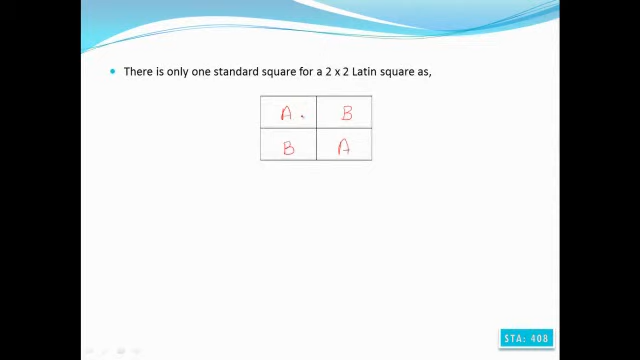 There is only one standard square for a 2 x 2 Latin square as,
A B
B A
STA: 408